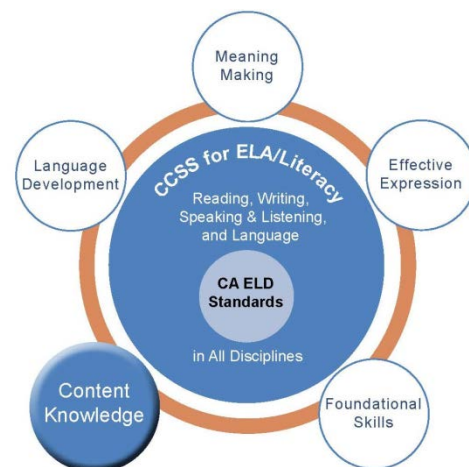 Meaning
Making
Language
Development
Effective
Expression
CCSS for ELA/Literacy
Reading, Writing,
Speaking & Listening,
and Language
CA ELD
Standards
in All Disciplines
Content
Knowledge
Foundational
Skills